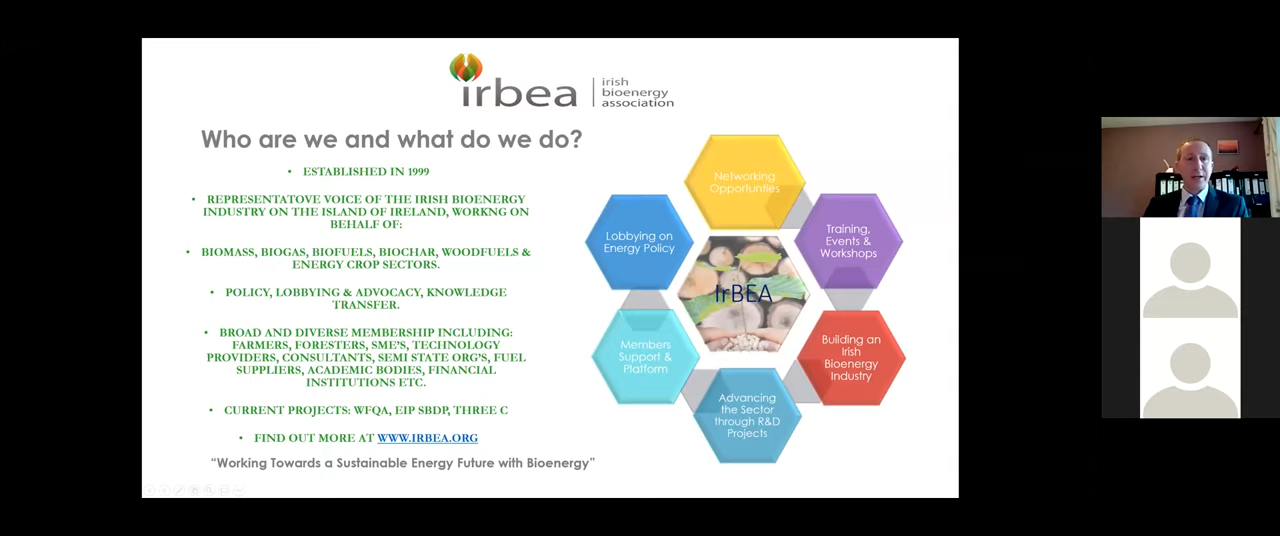 irbea
irish
bioenergy
association
Who are we and what do we do?
• ESTABLISHED IN 1999
• REPRESENTATOVE VOICE OF THE IRISH BIOENERGY
INDUSTRY ON THE ISLAND OF IRELAND, WORKNG ON
BEHALF OF:
• BIOMASS, BIOGAS, BIOFUELS, BIOCHAR, WOODFUELS &
ENERGY CROP SECTORS.
• POLICY, LOBBYING & ADVOCACY, KNOWLEDGE
TRANSFER.
• BROAD AND DIVERSE MEMBERSHIP INCLUDING:
FARMERS, FORESTERS, SME'S, TECHNOLOGY
PROVIDERS, CONSULTANTS, SEMI STATE ORG'S, FUEL
SUPPLIERS, ACADEMIC BODIES, FINANCIAL
INSTITUTIONS ETC.
• CURRENT PROJECTS: WFQA, EIP SBDP, THREE C
• FIND OUT MORE AT WWW.IRBEA.ORG
“Working Towards a Sustainable Energy Future with Bioenergy”
Networking
Opportunties
Training,
Events &
Workshops
Building an
Irish
Bioenergy
Industry
Advancing
the Sector
through R&D
Projects
Members
Support &
Platform
Lobbying on
Energy Policy
IrBEA